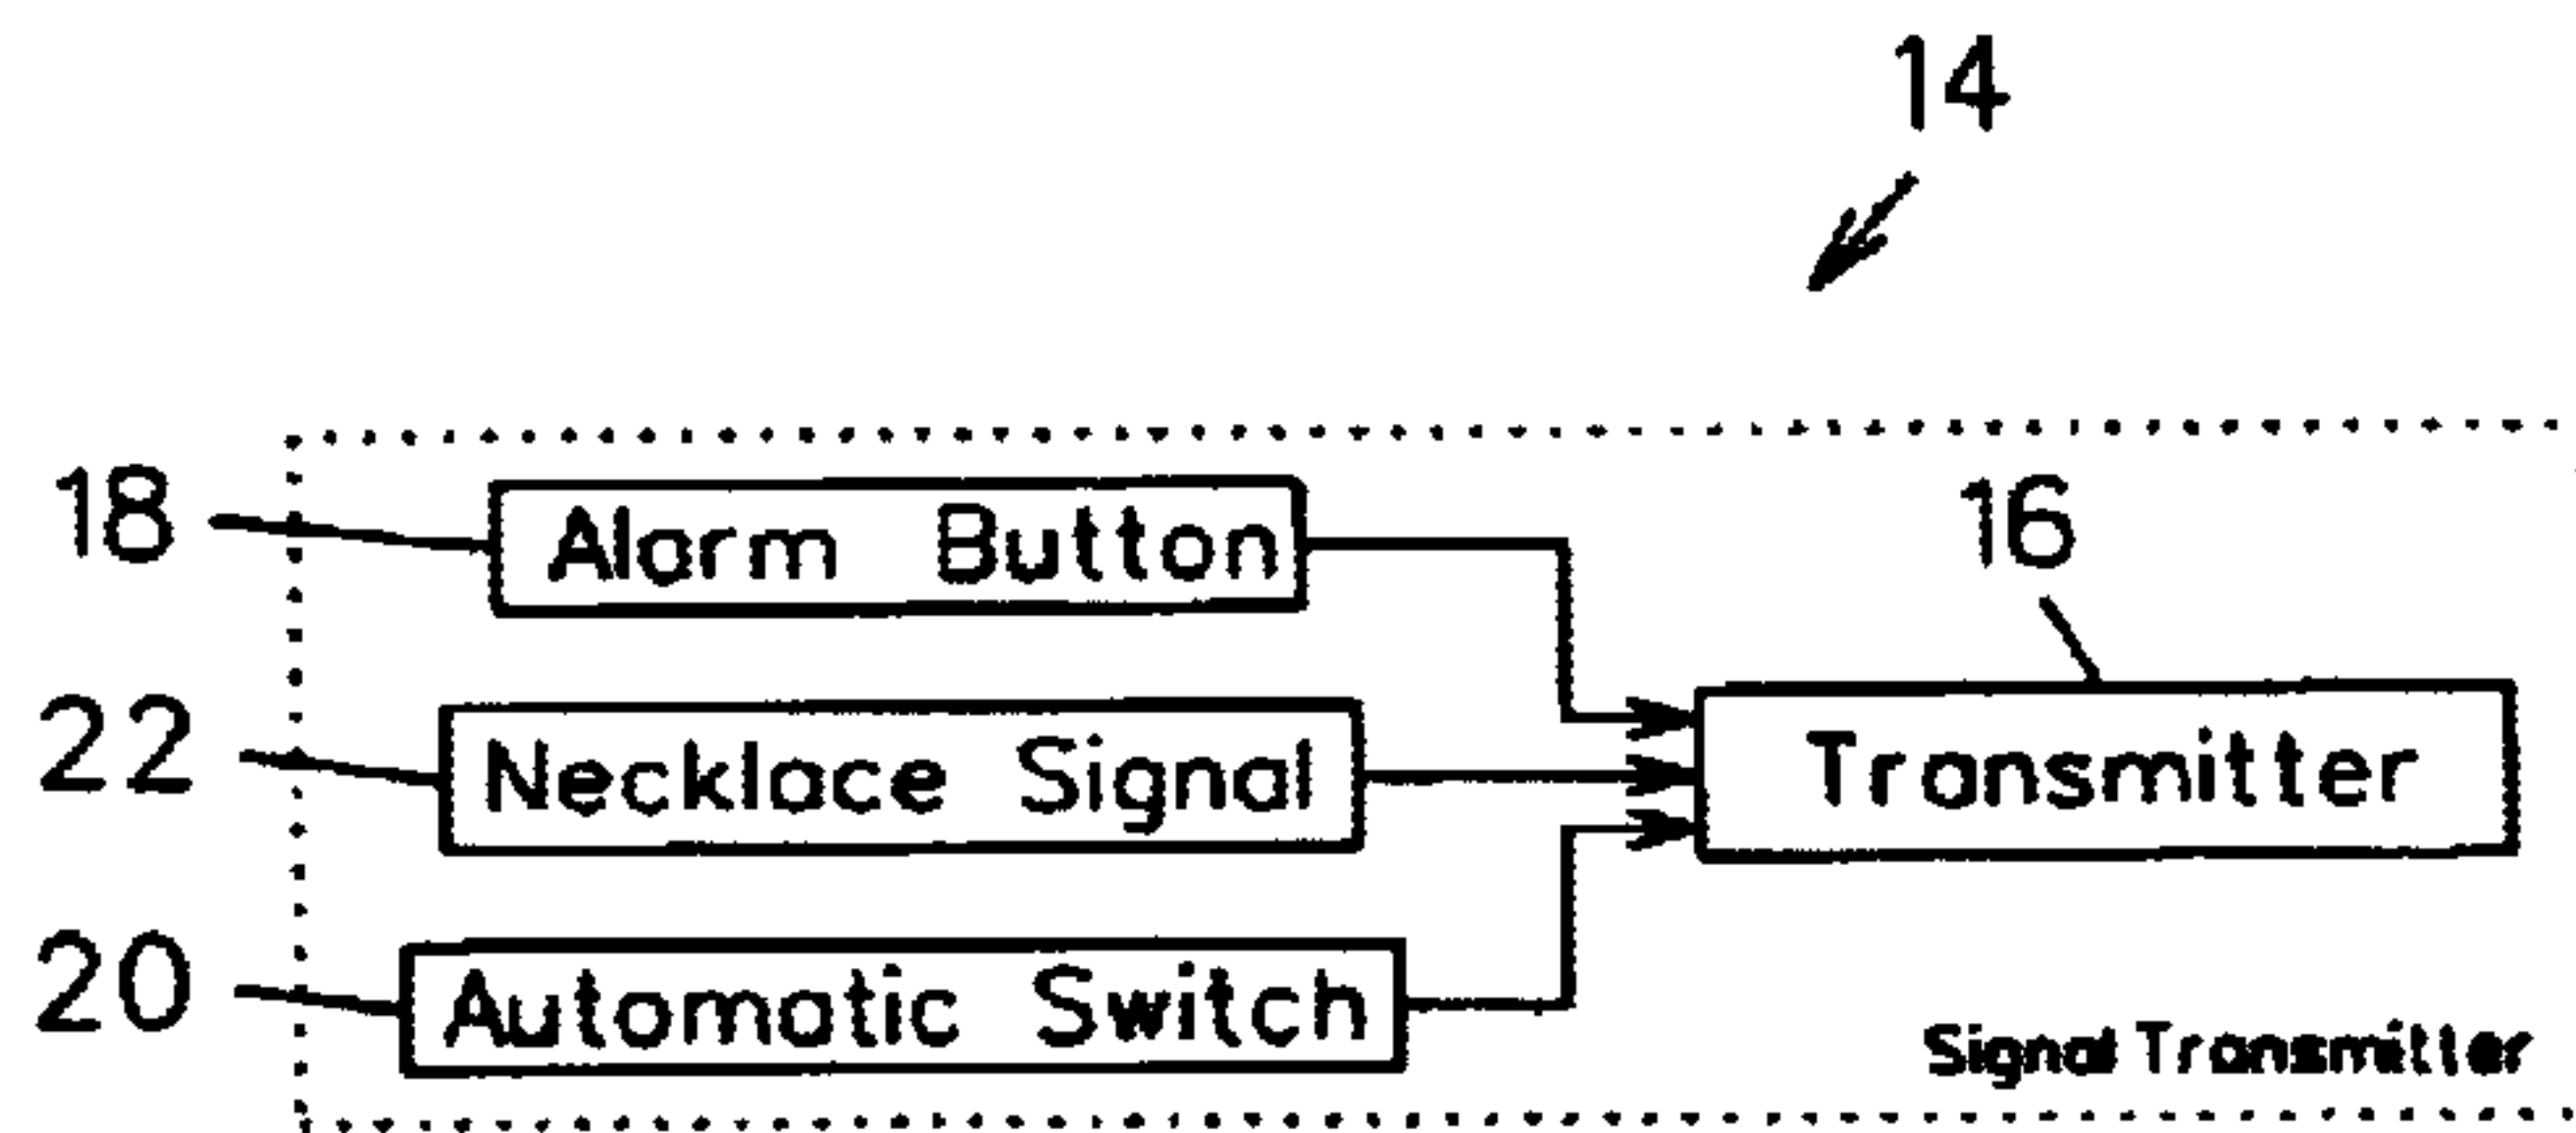 14
18 Alarm Button
16
22 Necklace Signal Transmitter
20 Automatic Switch
Signal Transmitter